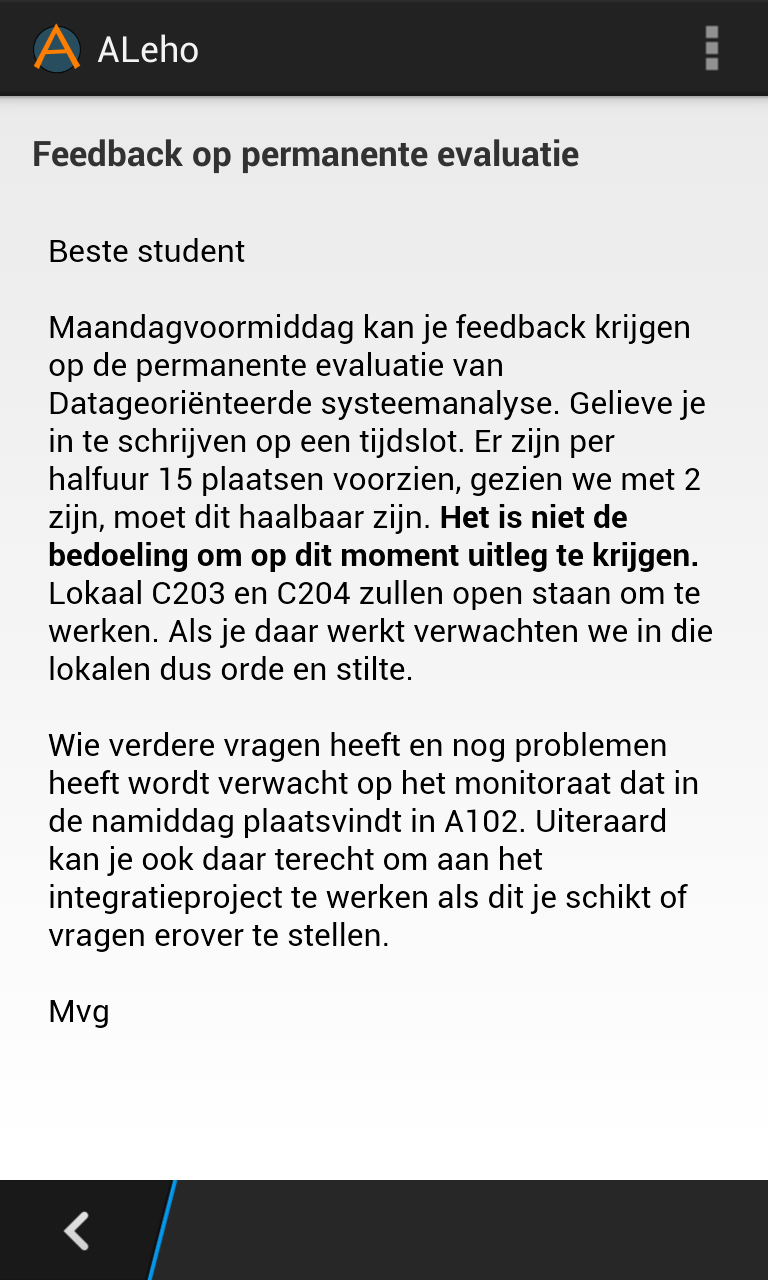 ALeho
Feedback op permanente evaluatie
Beste student
Maandagvoormiddag kan je feedback krijgen
op de permanente evaluatie van
Datageoriënteerde systeemanalyse. Gelieve je
in te schrijven op een tijdslot. Er zijn per
halfuur 15 plaatsen voorzien, gezien we met 2
zijn, moet dit haalbaar zijn. Het is niet de
bedoeling om op dit moment uitleg te krijgen.
Lokaal C203 en C204 zullen open staan om te
werken. Als je daar werkt verwachten we in die
lokalen dus orde en stilte.
Wie verdere vragen heeft en nog problemen
heeft wordt verwacht op het monitoraat dat in
de namiddag plaatsvindt in A102. Uiteraard
kan je ook daar terecht om aan het
integratieproject te werken als dit je schikt of
vragen erover te stellen.
Mvg